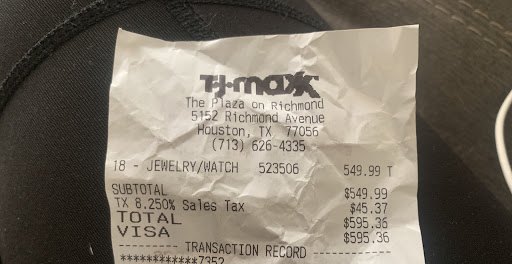 T•J•maxx
The Plaza on Richmond
5152 Richmond Avenue
Houston, TX 77056
(713) 626-4335
18 - JEWELRY/WATCH 523506 549.99 T
SUBTOTAL $549.99
TX 8.250% Sales Tax $45.37
TOTAL $595.36
VISA $595.36
-------- TRANSACTION RECORD --------
************7352